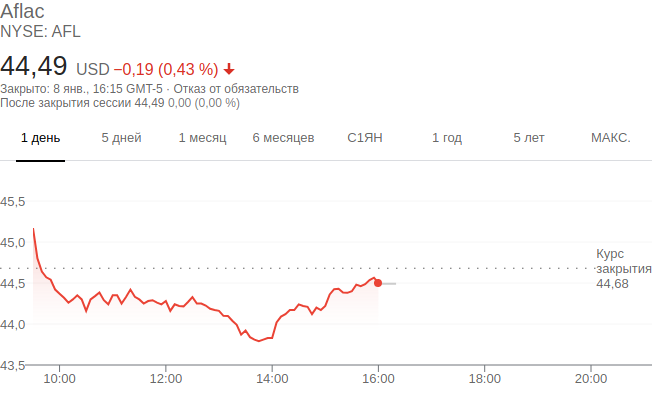 Aflac
NYSE: AFL
44,49 USD −0,19 (0,43 %)
Закрыто: 8 янв., 16:15 GMT-5 · Отказ от обязательств
После закрытия сессии 44,49 0,00 (0,00 %)
1 день 5 дней 1 месяц 6 месяцев С1ЯН 1 год 5 лет МАКС.
45,5
45,0
Курс
закрытия
44,68
44,5
44,0
43,5
10:00 12:00 14:00 16:00 18:00 20:00